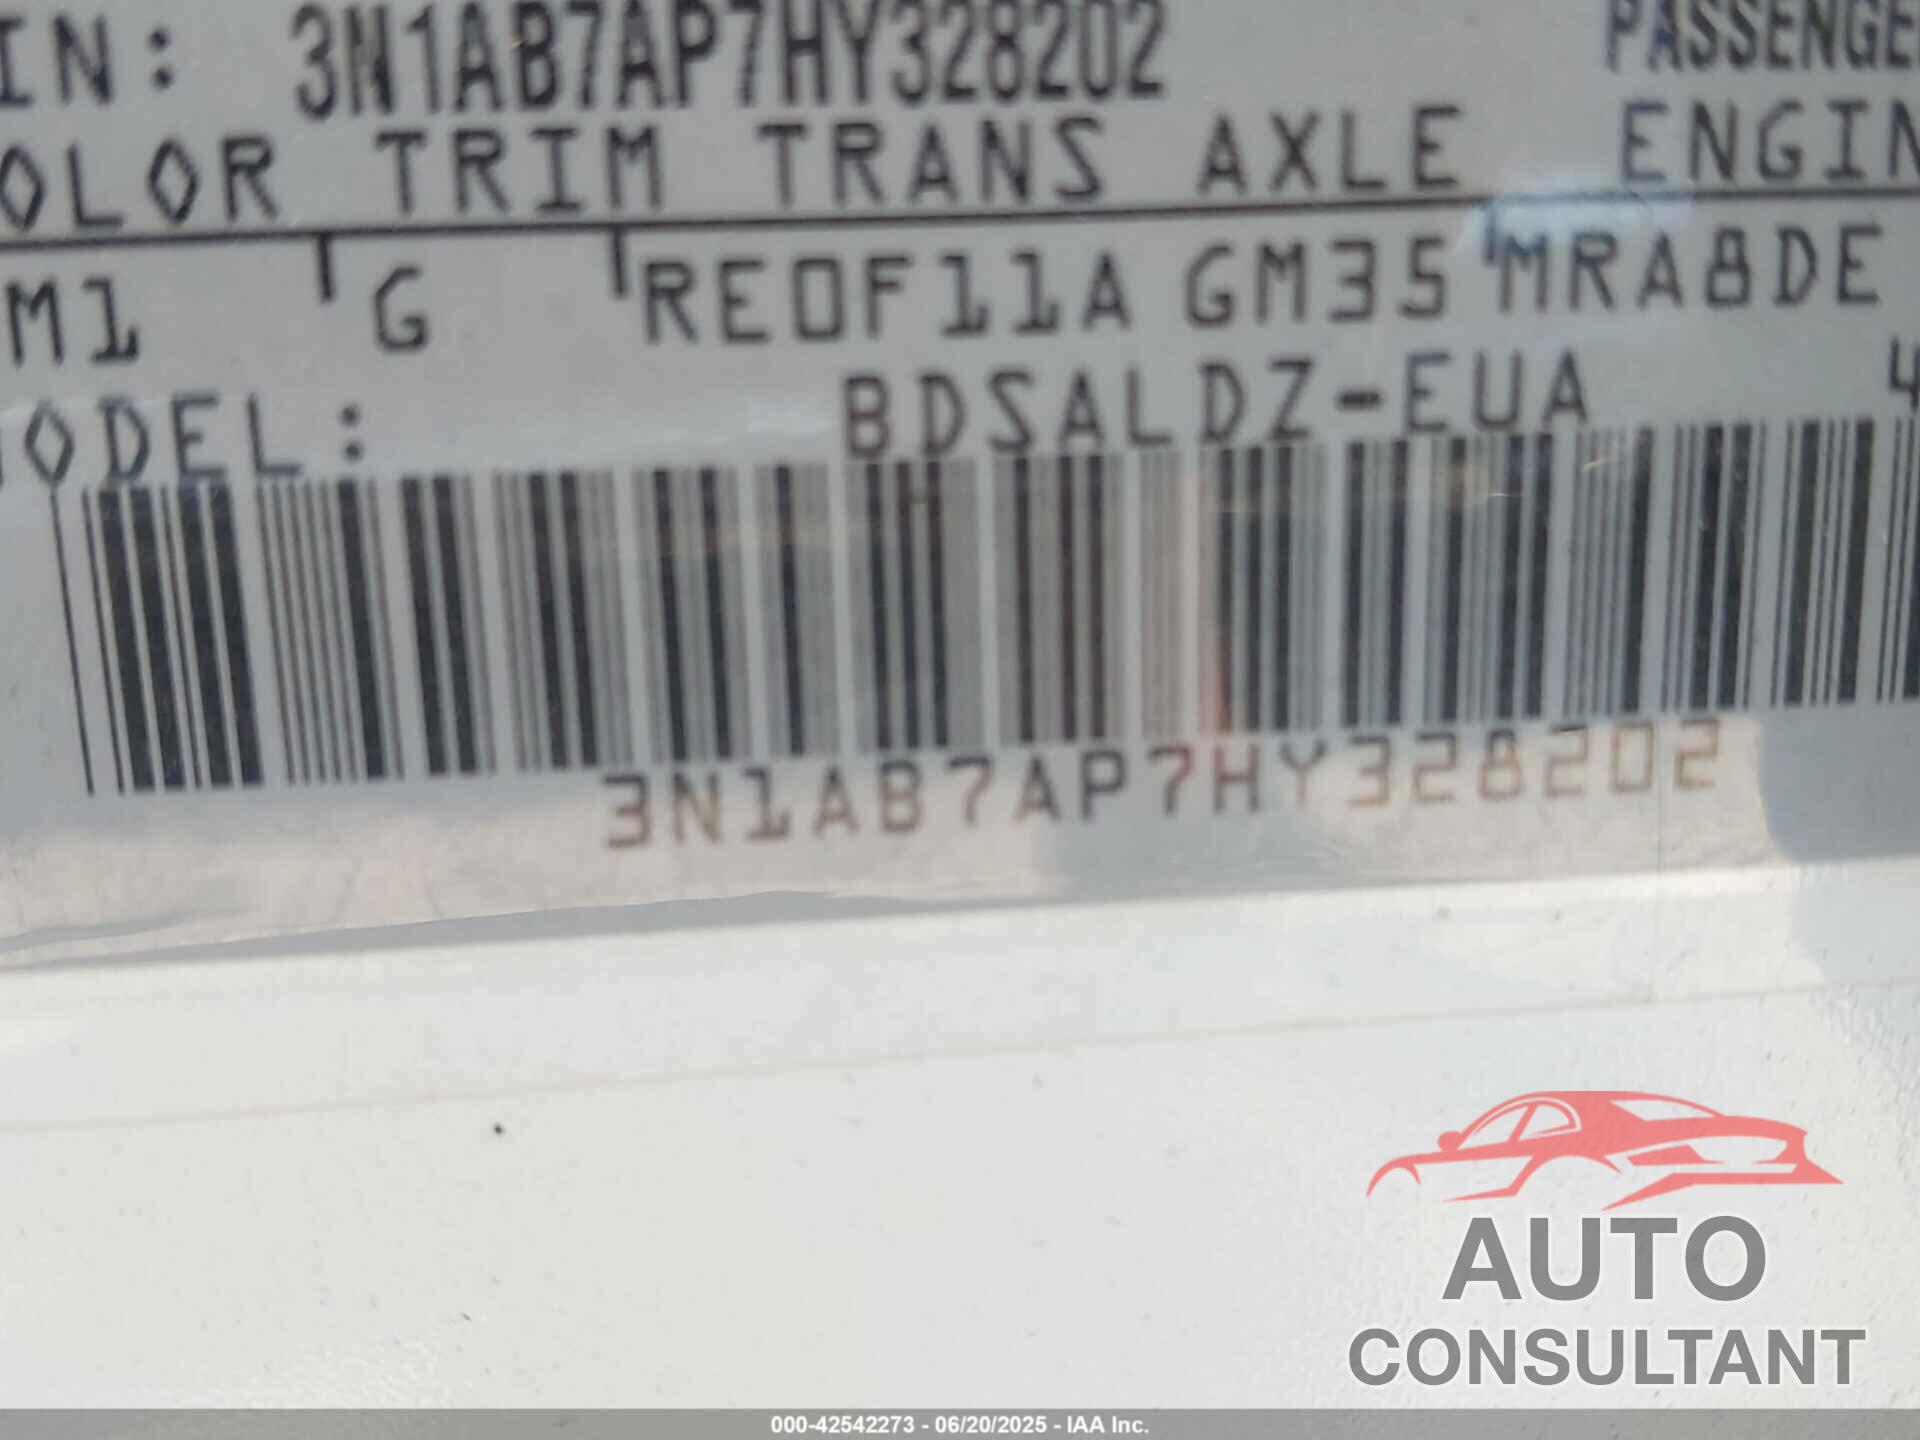 IN: 3N1AB7AP7HY328202 PASSENGE
OLOR TRIM TRANS AXLE ENGIN
M1 G RE0F11A GM35 MRA8DE
ODEL: BDSALDZ-EUA 4
3N1AB7AP7HY328202
AUTO
CONSULTANT
000-42542273 - 06/20/2025 - IAA Inc.